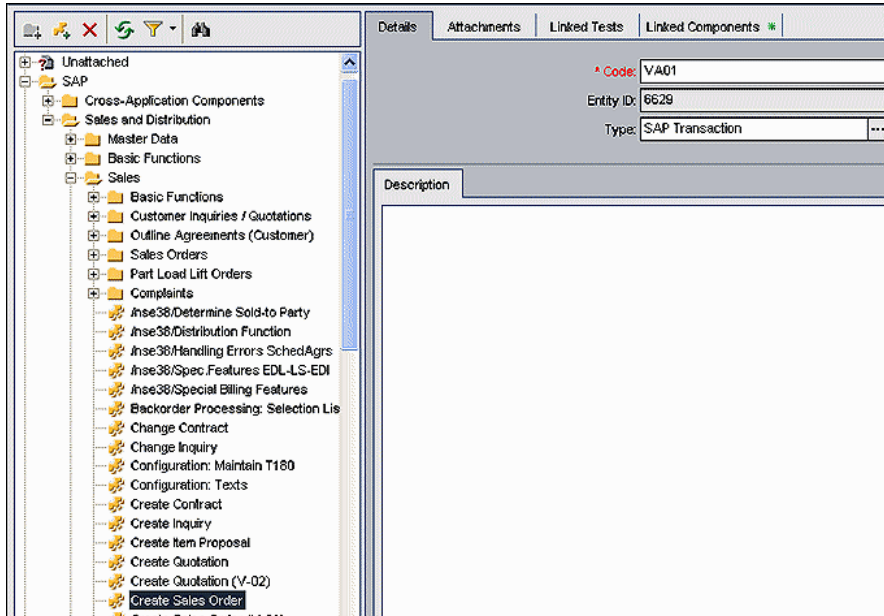 Details
Attachments
Linked Tests
Linked Components *
* Code: VA01
Entity ID: 6629
Type: SAP Transaction ...
Description
Unattached
SAP
Cross-Application Components
Sales and Distribution
Master Data
Basic Functions
Sales
Basic Functions
Customer Inquiries / Quotations
Outline Agreements (Customer)
Sales Orders
Part Load Lift Orders
Complaints
/nse38/Determine Sold-to Party
/nse38/Distribution Function
/nse38/Handling Errors SchedAgrs
/nse38/Spec.Features EDL-LS-EDI
/nse38/Special Billing Features
Backorder Processing: Selection Lis
Change Contract
Change Inquiry
Configuration: Maintain T180
Configuration: Texts
Create Contract
Create Inquiry
Create Item Proposal
Create Quotation
Create Quotation (V-02)
Create Sales Order